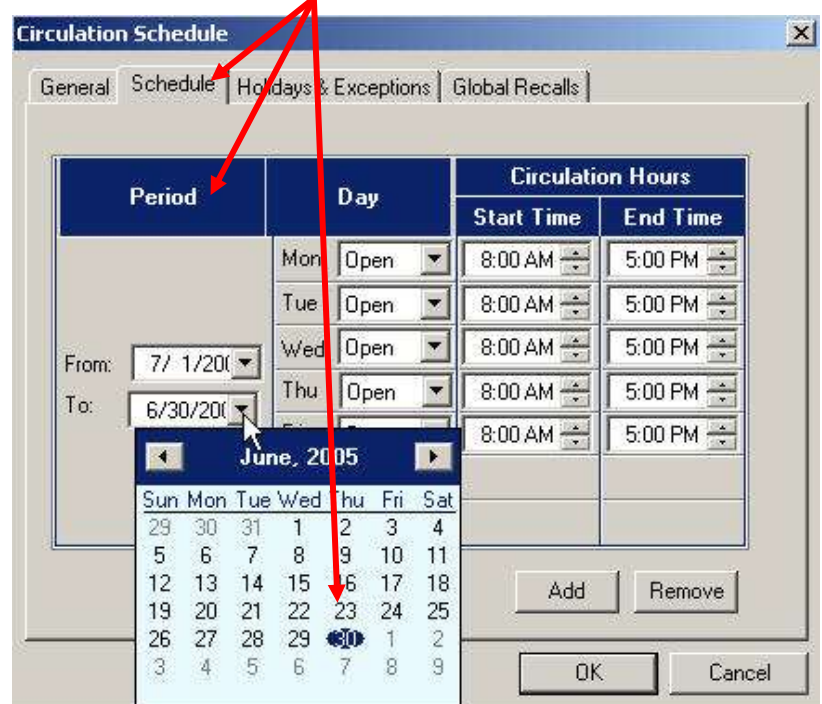 Circulation Schedule
General Schedule Holidays & Exceptions Global Recalls
Period Day Circulation Hours
Start Time End Time
Mon Open 8:00 AM 5:00 PM
Tue Open 8:00 AM 5:00 PM
Wed Open 8:00 AM 5:00 PM
From: 7/ 1/200
Thu Open 8:00 AM 5:00 PM
To: 6/30/200
8:00 AM 5:00 PM
June, 2005
Sun Mon Tue Wed Thu Fri Sat
29 30 31 1 2 3 4
5 6 7 8 9 10 11
12 13 14 15 16 17 18
19 20 21 22 23 24 25
26 27 28 29 30 1 2
3 4 5 6 7 8 9
Add Remove
OK Cancel